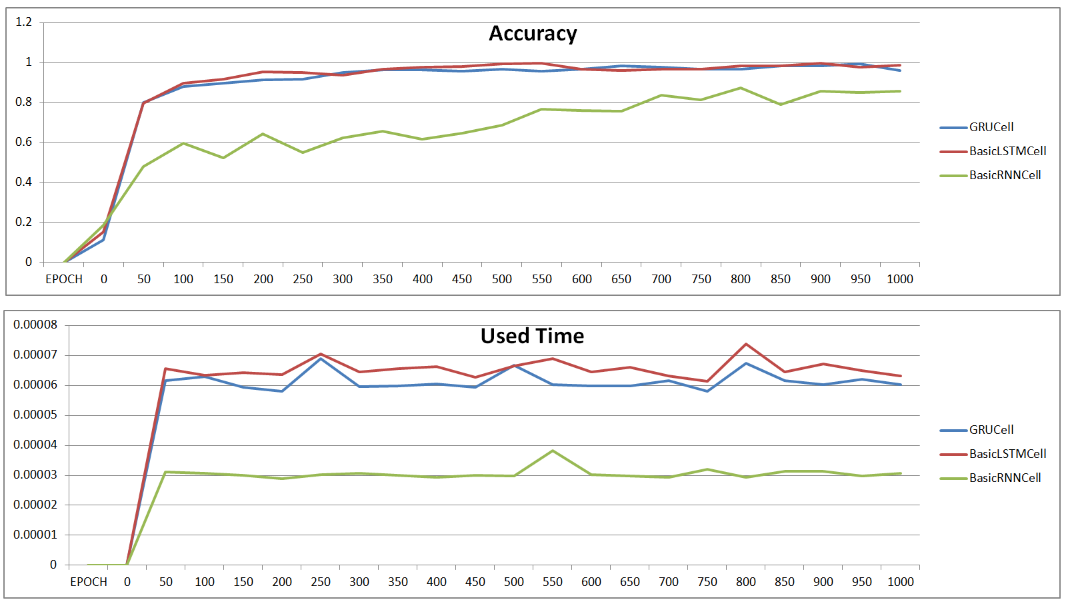 Accuracy
1.2
1
0.8
0.6
0.4
0.2
0
EPOCH 0 50 100 150 200 250 300 350 400 450 500 550 600 650 700 750 800 850 900 950 1000
GRUCell
BasicLSTMCell
BasicRNNCell
Used Time
0.00008
0.00007
0.00006
0.00005
0.00004
0.00003
0.00002
0.00001
0
EPOCH 0 50 100 150 200 250 300 350 400 450 500 550 600 650 700 750 800 850 900 950 1000
GRUCell
BasicLSTMCell
BasicRNNCell